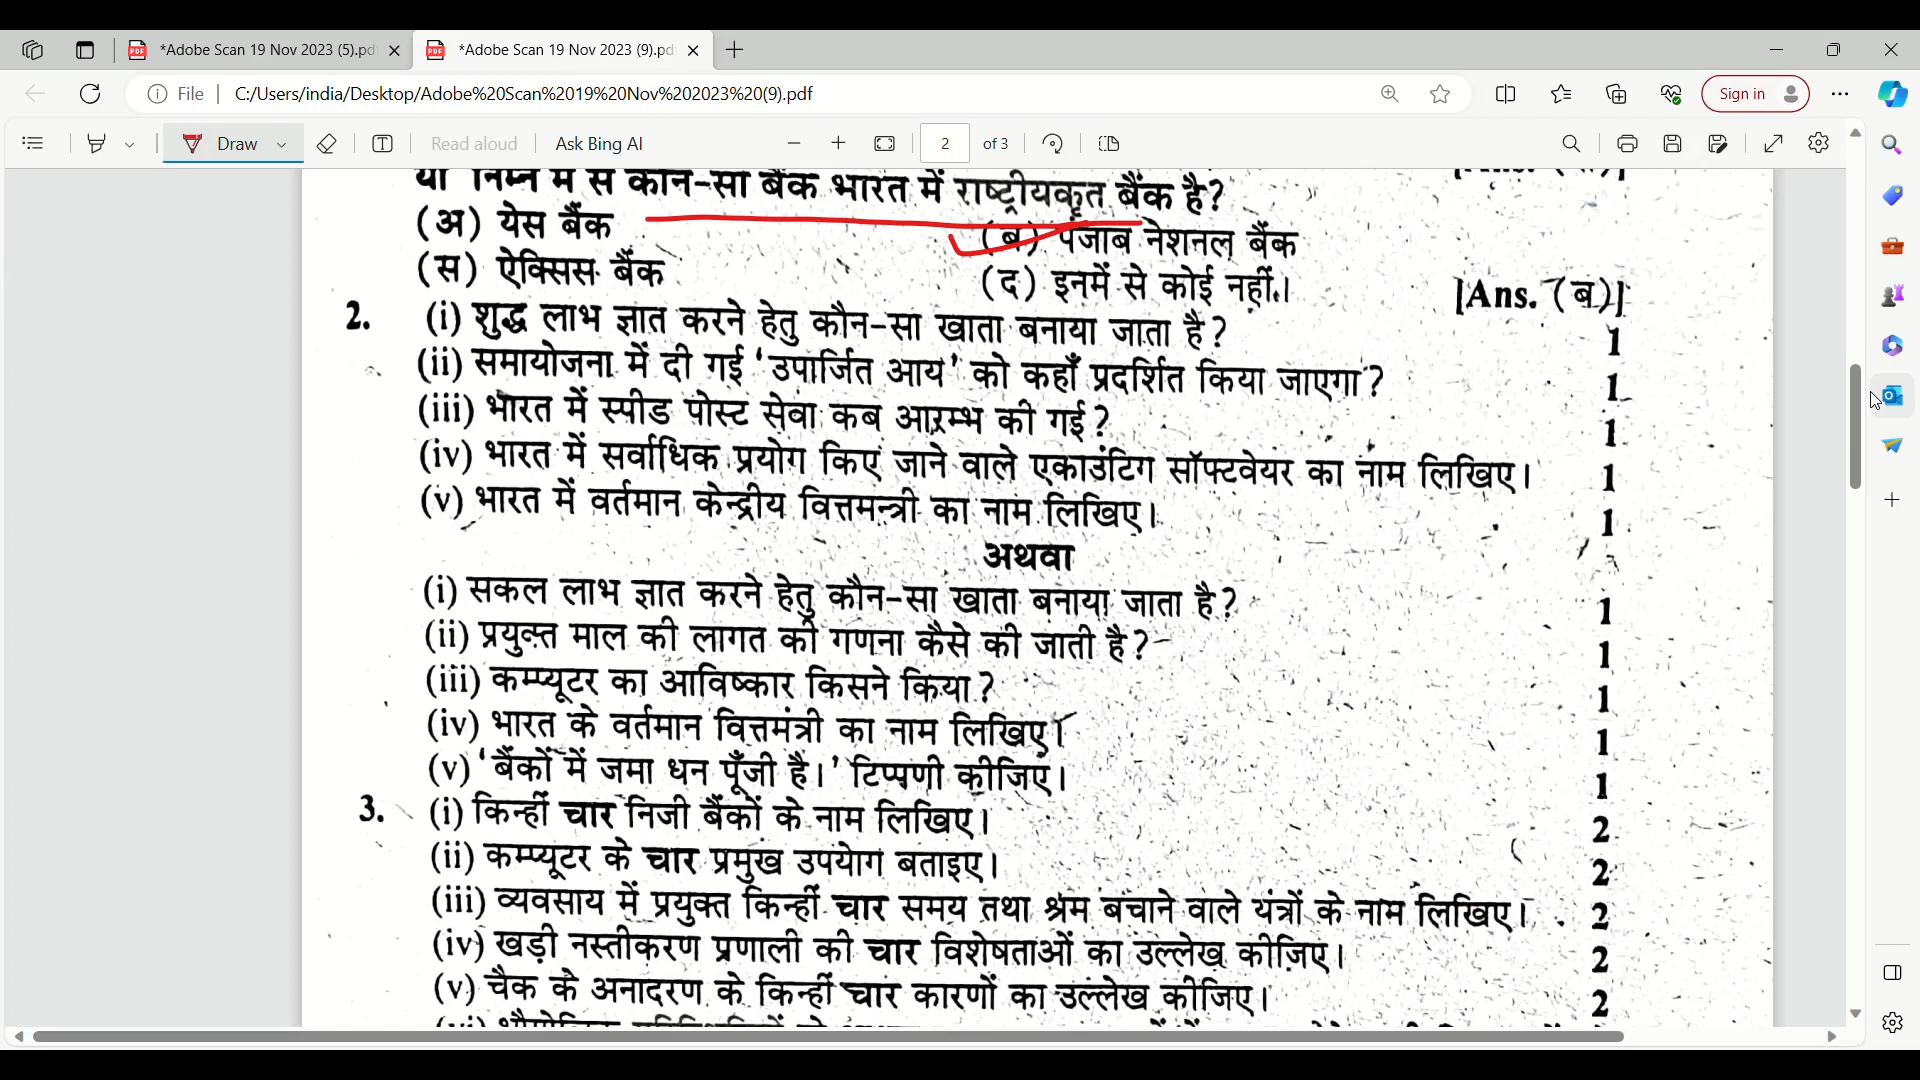 *Adobe Scan 19 Nov 2023 (5).pd
*Adobe Scan 19 Nov 2023 (9).pd
File
C:/Users/india/Desktop/Adobe%20Scan%2019%20Nov%202023%20(9).pdf
Sign in
Draw
Read aloud
Ask Bing AI
2 of 3
या निम्न में से कौन-सा बैंक भारत में राष्ट्रीयकृत बैंक है?
(अ) येस बैंक (ब) पंजाब नेशनल बैंक
(स) ऐक्सिस बैंक (द) इनमें से कोई नहीं। [Ans. (ब)]
2. (i) शुद्ध लाभ ज्ञात करने हेतु कौन-सा खाता बनाया जाता है? 1
(ii) समायोजना में दी गई ‘उपार्जित आय’ को कहाँ प्रदर्शित किया जाएगा? 1
(iii) भारत में स्पीड पोस्ट सेवा कब आरम्भ की गई? 1
(iv) भारत में सर्वाधिक प्रयोग किए जाने वाले एकाउंटिग सॉफ्टवेयर का नाम लिखिए। 1
(v) भारत में वर्तमान केन्द्रीय वित्तमन्त्री का नाम लिखिए। 1
अथवा
(i) सकल लाभ ज्ञात करने हेतु कौन-सा खाता बनाया जाता है? 1
(ii) प्रयुक्त माल की लागत की गणना कैसे की जाती है? 1
(iii) कम्प्यूटर का आविष्कार किसने किया? 1
(iv) भारत के वर्तमान वित्तमंत्री का नाम लिखिए। 1
(v) ‘बैंकों में जमा धन पूँजी है।’ टिप्पणी कीजिए। 1
3. (i) किन्हीं चार निजी बैंकों के नाम लिखिए। 2
(ii) कम्प्यूटर के चार प्रमुख उपयोग बताइए। 2
(iii) व्यवसाय में प्रयुक्त किन्हीं चार समय तथा श्रम बचाने वाले यंत्रों के नाम लिखिए। 2
(iv) खड़ी नस्तीकरण प्रणाली की चार विशेषताओं का उल्लेख कीजिए। 2
(v) चैक के अनादरण के किन्हीं चार कारणों का उल्लेख कीजिए। 2